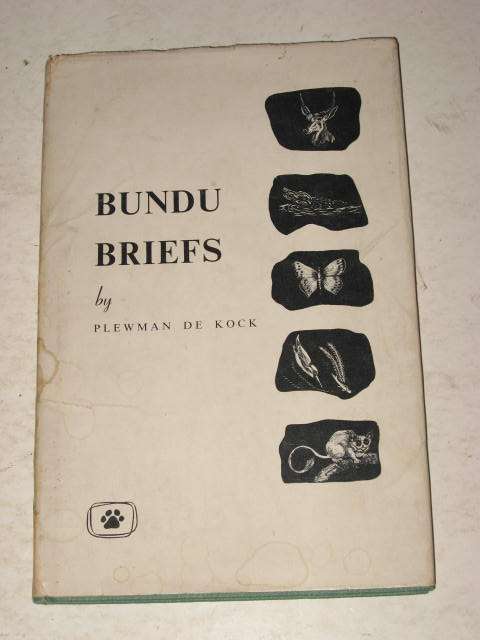 BUNDU
BRIEFS
by
PLEWMAN DE KOCK